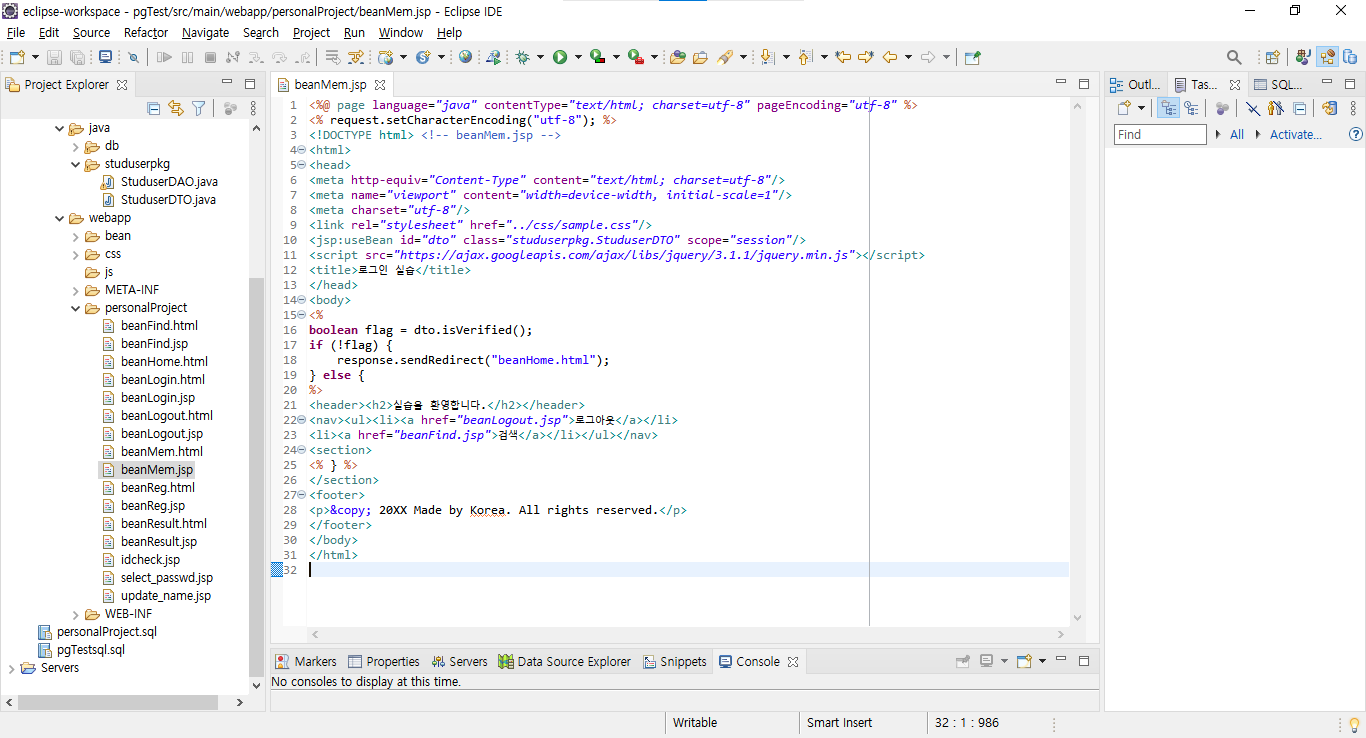 eclipse-workspace - pgTest/src/main/webapp/personalProject/beanMem.jsp - Eclipse IDE
File Edit Source Refactor Navigate Search Project Run Window Help
Project Explorer
java
db
studuserpkg
StuduserDAO.java
StuduserDTO.java
webapp
bean
css
js
META-INF
personalProject
beanFind.html
beanFind.jsp
beanHome.html
beanLogin.html
beanLogin.jsp
beanLogout.html
beanLogout.jsp
beanMem.html
beanMem.jsp
beanReg.html
beanReg.jsp
beanResult.html
beanResult.jsp
idcheck.jsp
select_passwd.jsp
update_name.jsp
WEB-INF
personalProject.sql
pgTestsql.sql
Servers
beanMem.jsp
1 <%@ page language="java" contentType="text/html; charset=utf-8" pageEncoding="utf-8" %>
2 <% request.setCharacterEncoding("utf-8"); %>
3 <!DOCTYPE html> <!-- beanMem.jsp -->
4 <html>
5 <head>
6 <meta http-equiv="Content-Type" content="text/html; charset=utf-8"/>
7 <meta name="viewport" content="width=device-width, initial-scale=1"/>
8 <meta charset="utf-8"/>
9 <link rel="stylesheet" href="../css/sample.css"/>
10 <jsp:useBean id="dto" class="studuserpkg.StuduserDTO" scope="session"/>
11 <script src="https://ajax.googleapis.com/ajax/libs/jquery/3.1.1/jquery.min.js"></script>
12 <title>로그인 실습</title>
13 </head>
14 <body>
15 <%
16 boolean flag = dto.isVerified();
17 if (!flag) {
18 response.sendRedirect("beanHome.html");
19 } else {
20 %>
21 <header><h2>실습을 환영합니다.</h2></header>
22 <nav><ul><li><a href="beanLogout.jsp">로그아웃</a></li>
23 <li><a href="beanFind.jsp">검색</a></li></ul></nav>
24 <section>
25 <% } %>
26 </section>
27 <footer>
28 <p>&copy; 20XX Made by Korea. All rights reserved.</p>
29 </footer>
30 </body>
31 </html>
32
Markers Properties Servers Data Source Explorer Snippets Console
No consoles to display at this time.
Outl... Tas... SQL...
Find All Activate...
Writable Smart Insert 32 : 1 : 986